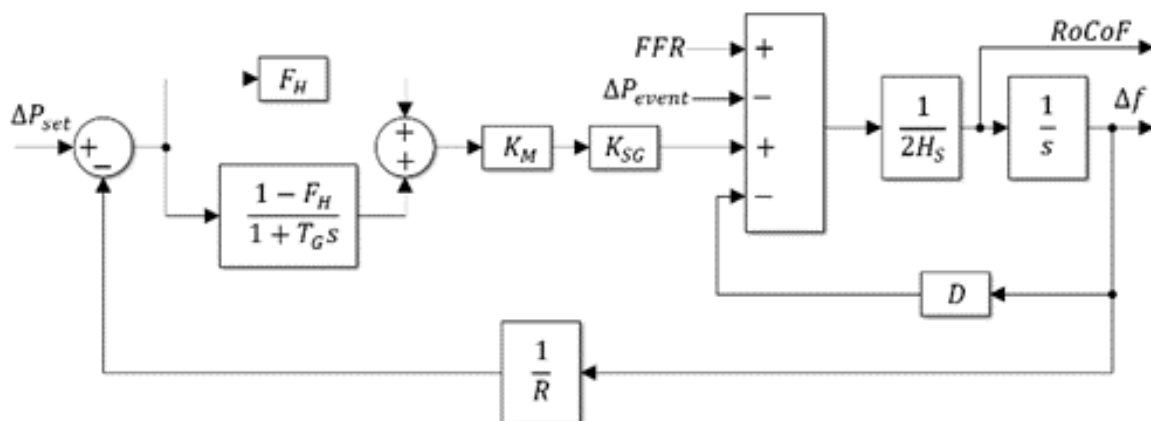 RoCoF
FFR
F_H
+
ΔP_event
−
1
2H_S
1
s
Δf
ΔP_set
+
−
+
+
K_M
K_SG
+
1 − F_H
1 + T_G s
−
D
1
R